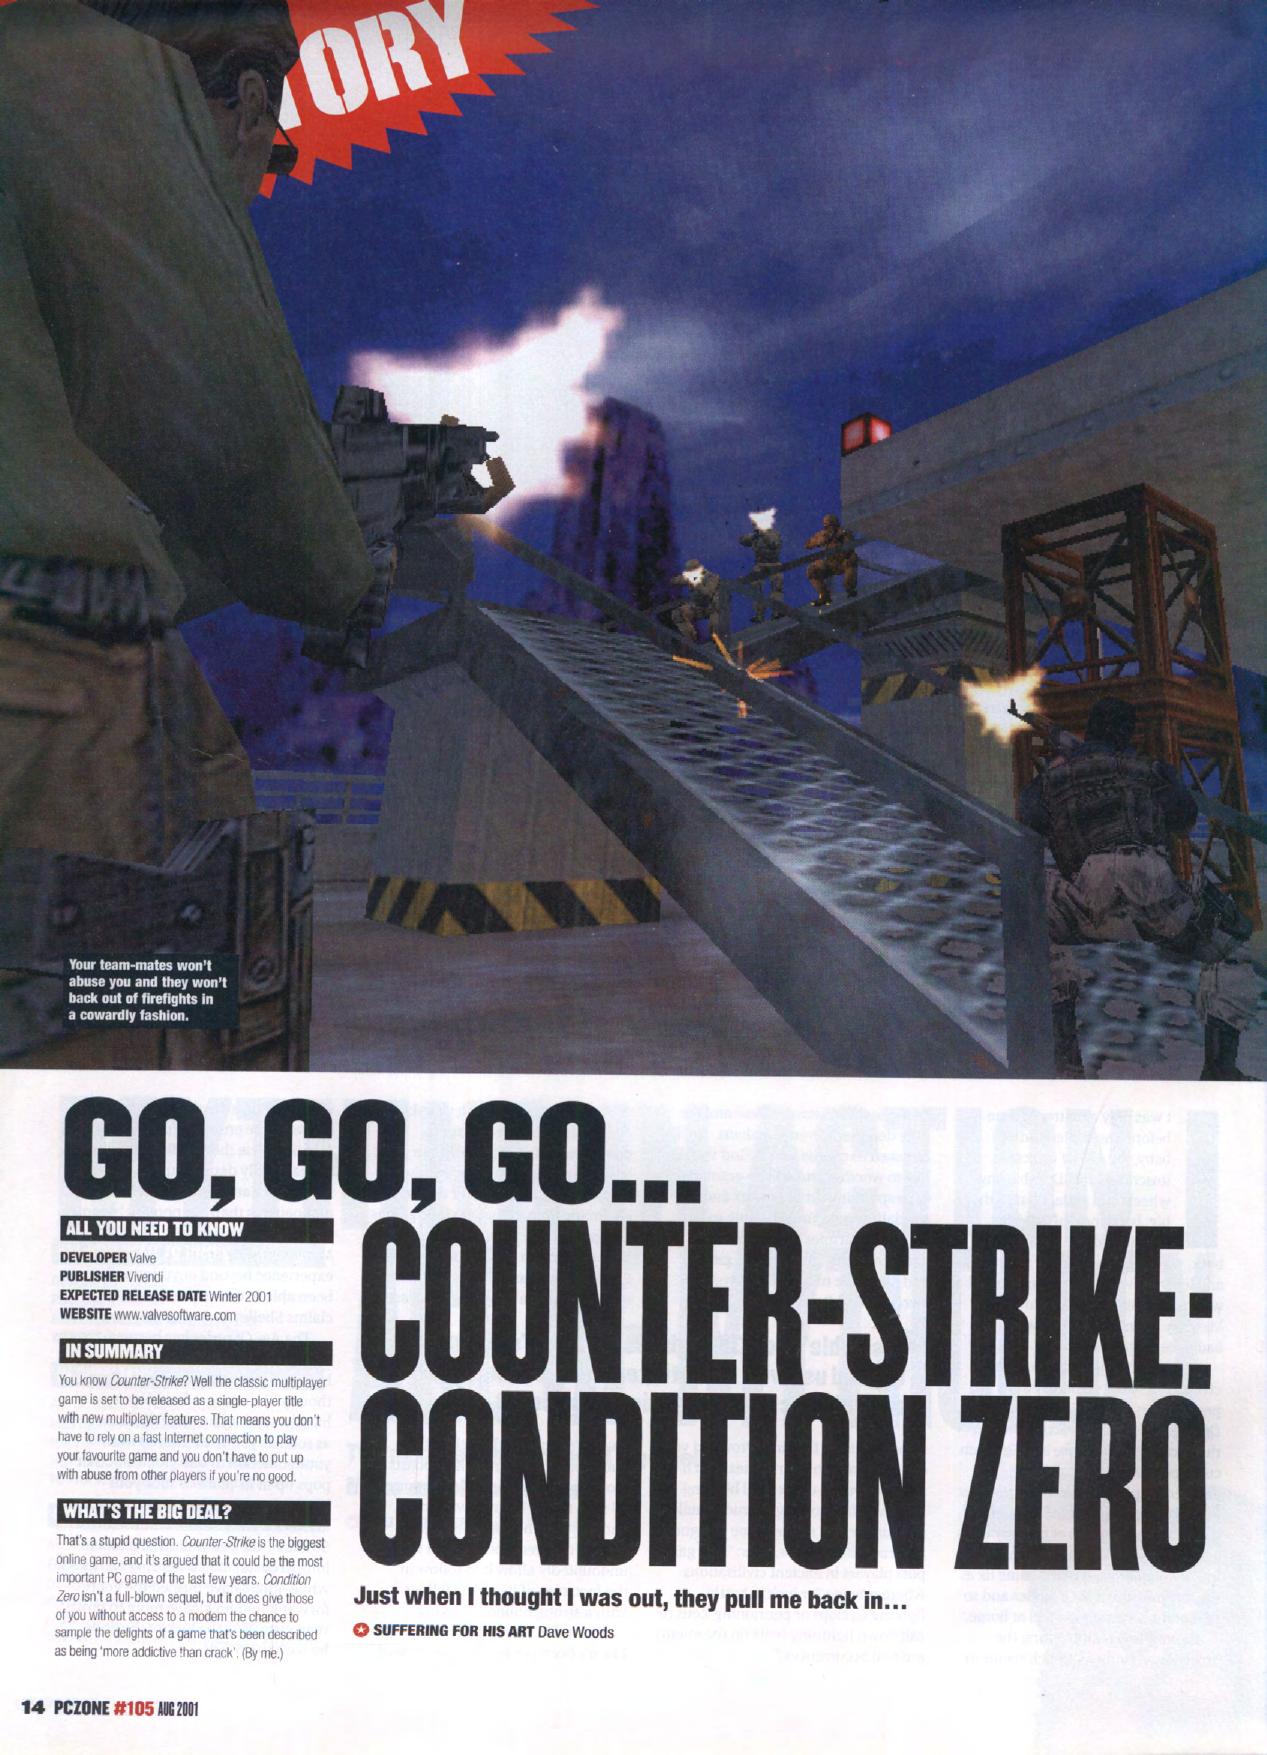 TORY
Your team-mates won't
abuse you and they won't
back out of firefights in
a cowardly fashion.
GO, GO, GO...
COUNTER-STRIKE:
CONDITION ZERO
Just when I thought I was out, they pull me back in...
SUFFERING FOR HIS ART Dave Woods
ALL YOU NEED TO KNOW
DEVELOPER Valve
PUBLISHER Vivendi
EXPECTED RELEASE DATE Winter 2001
WEBSITE www.valvesoftware.com
IN SUMMARY
You know Counter-Strike? Well the classic multiplayer
game is set to be released as a single-player title
with new multiplayer features. That means you don't
have to rely on a fast Internet connection to play
your favourite game and you don't have to put up
with abuse from other players if you're no good.
WHAT'S THE BIG DEAL?
That's a stupid question. Counter-Strike is the biggest
online game, and it's argued that it could be the most
important PC game of the last few years. Condition
Zero isn't a full-blown sequel, but it does give those
of you without access to a modem the chance to
sample the delights of a game that's been described
as being 'more addictive than crack'. (By me.)
14 PCZONE #105 AUG 2001